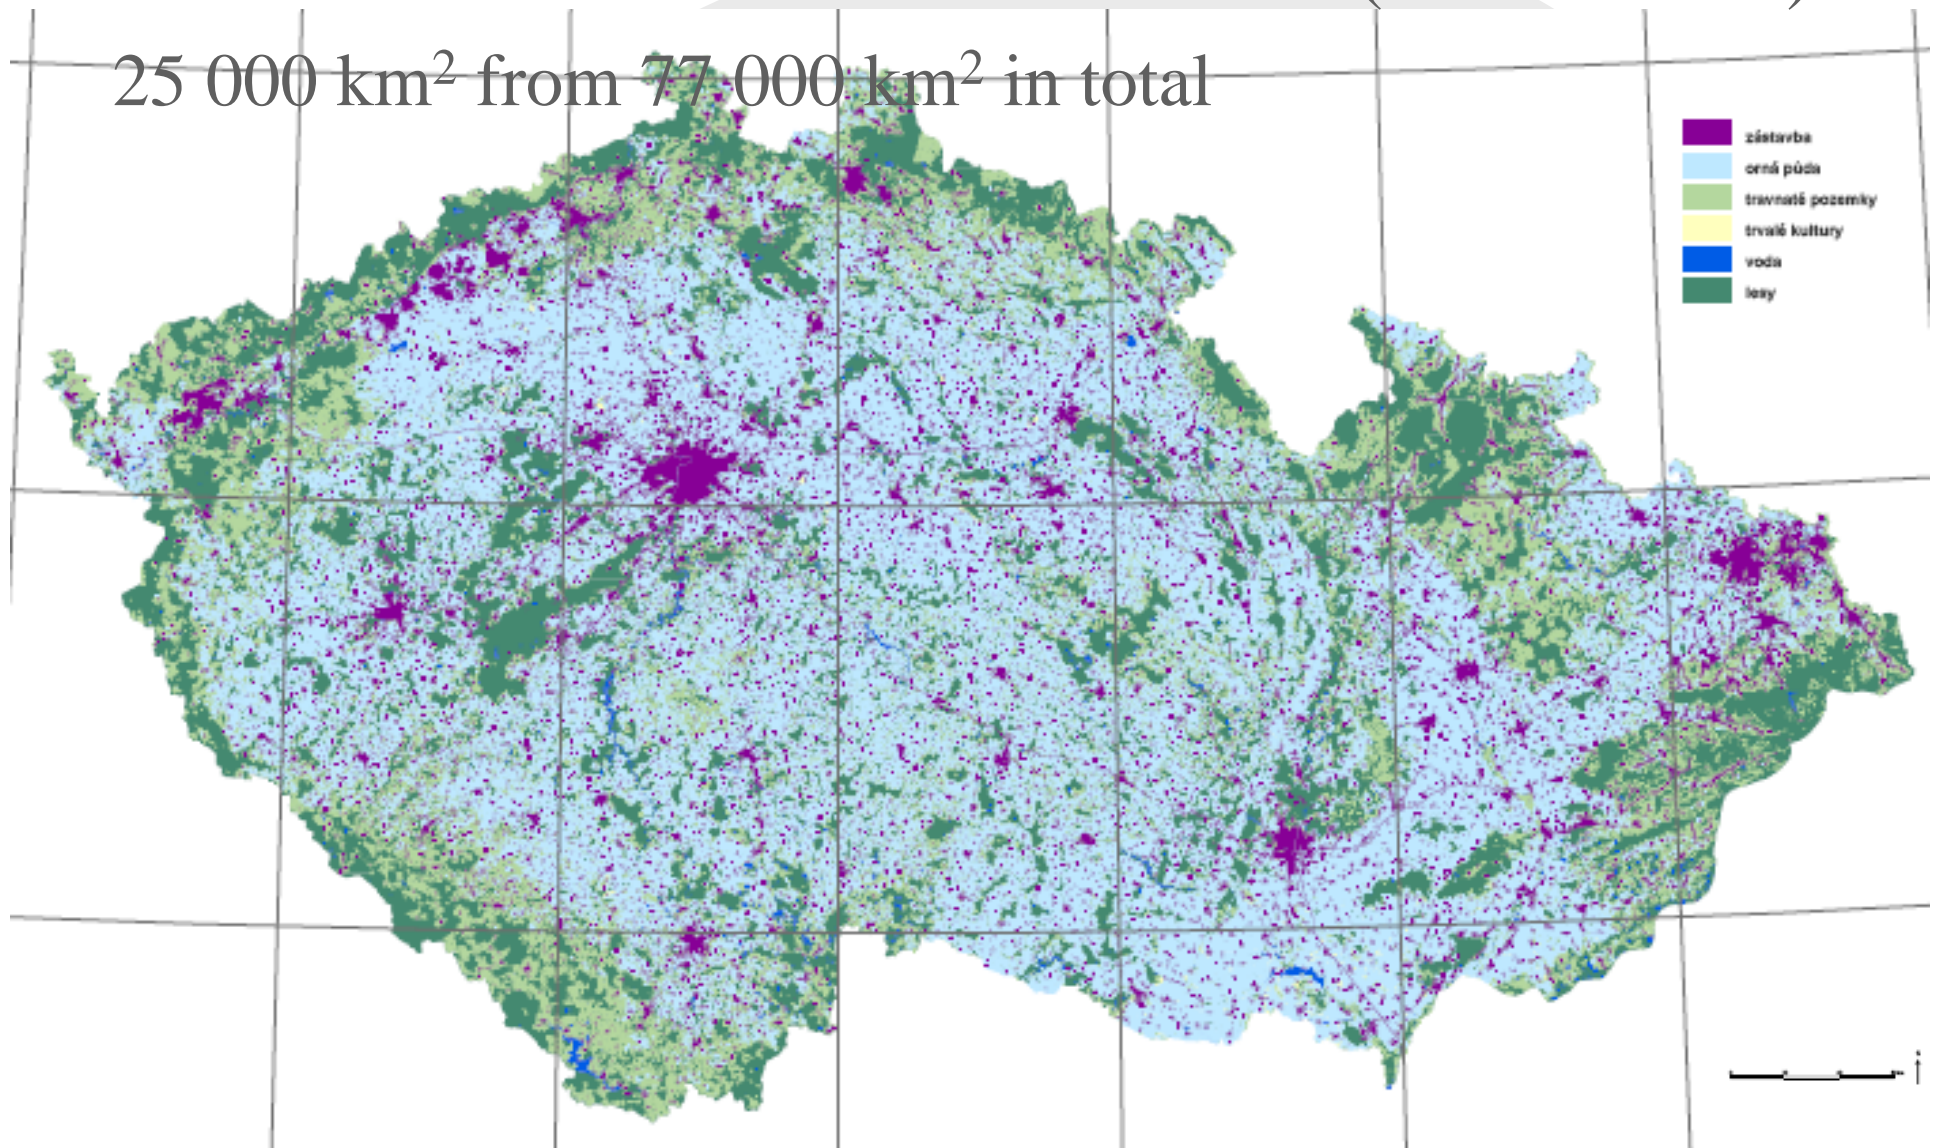 25 000 km² from 77 000 km² in total
zástavba
orná půda
travnaté pozemky
trvalé kultury
voda
lesy